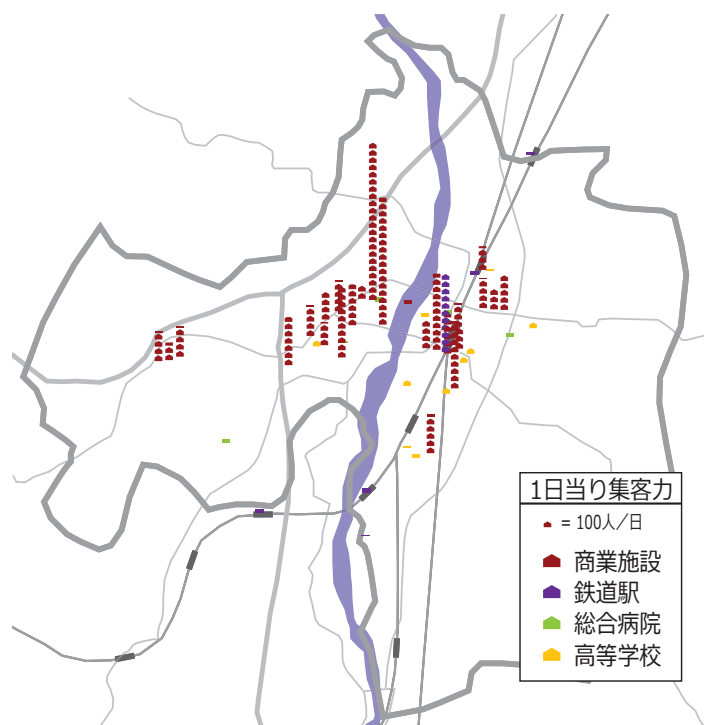 1日当り集客力
= 100人/日
商業施設
鉄道駅
総合病院
高等学校